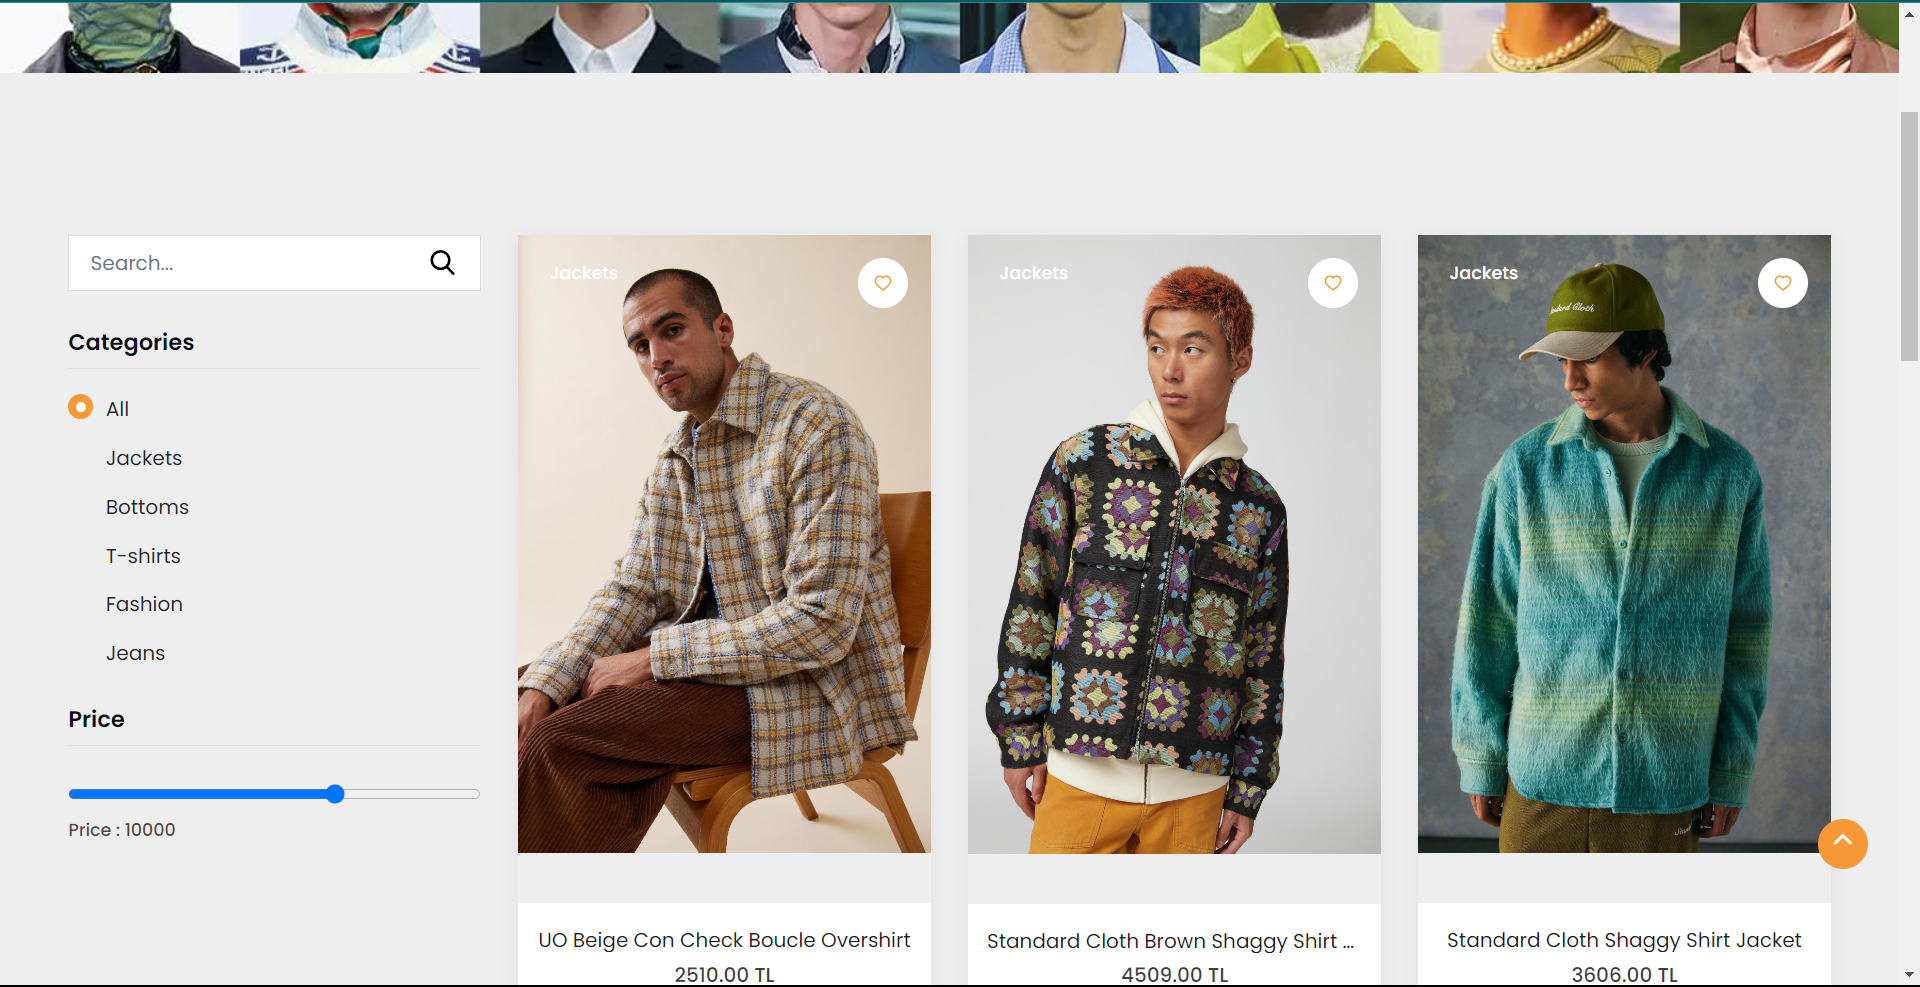 Search...
Categories
All
Jackets
Bottoms
T-shirts
Fashion
Jeans
Price
Price : 10000
Jackets
UO Beige Con Check Boucle Overshirt
2510.00 TL
Jackets
Standard Cloth Brown Shaggy Shirt ...
4509.00 TL
Jackets
Standard Cloth Shaggy Shirt Jacket
3606.00 TL